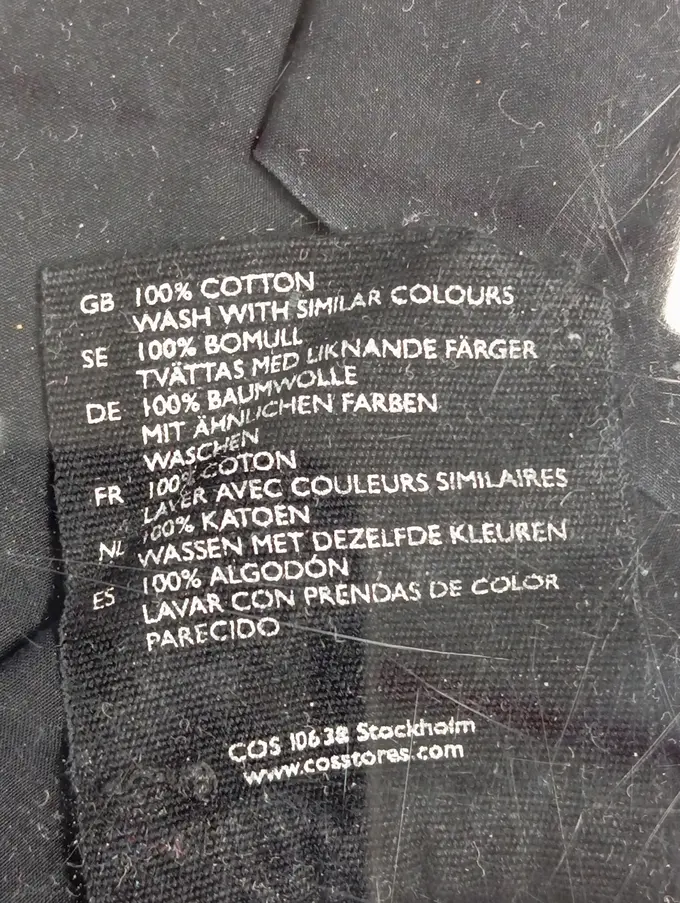 GB 100% COTTON
WASH WITH SIMILAR COLOURS
SE 100% BOMULL
TVÄTTAS MED LIKNANDE FÄRGER
DE 100% BAUMWOLLE
MIT ÄHNLICHEN FARBEN
WASCHEN
FR 100% COTON
LAVER AVEC COULEURS SIMILAIRES
NL 100% KATOEN
WASSEN MET DEZELFDE KLEUREN
ES 100% ALGODÓN
LAVAR CON PRENDAS DE COLOR
PARECIDO
COS 10638 Stockholm
www.cosstores.com